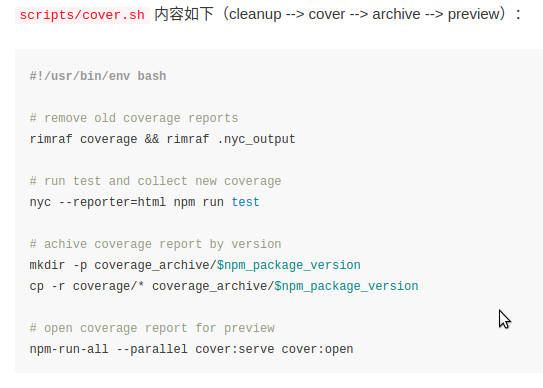 scripts/cover.sh 内容如下（cleanup --> cover --> archive --> preview）：
#!/usr/bin/env bash
# remove old coverage reports
rimraf coverage && rimraf .nyc_output
# run test and collect new coverage
nyc --reporter=html npm run test
# achive coverage report by version
mkdir -p coverage_archive/$npm_package_version
cp -r coverage/* coverage_archive/$npm_package_version
# open coverage report for preview
npm-run-all --parallel cover:serve cover:open